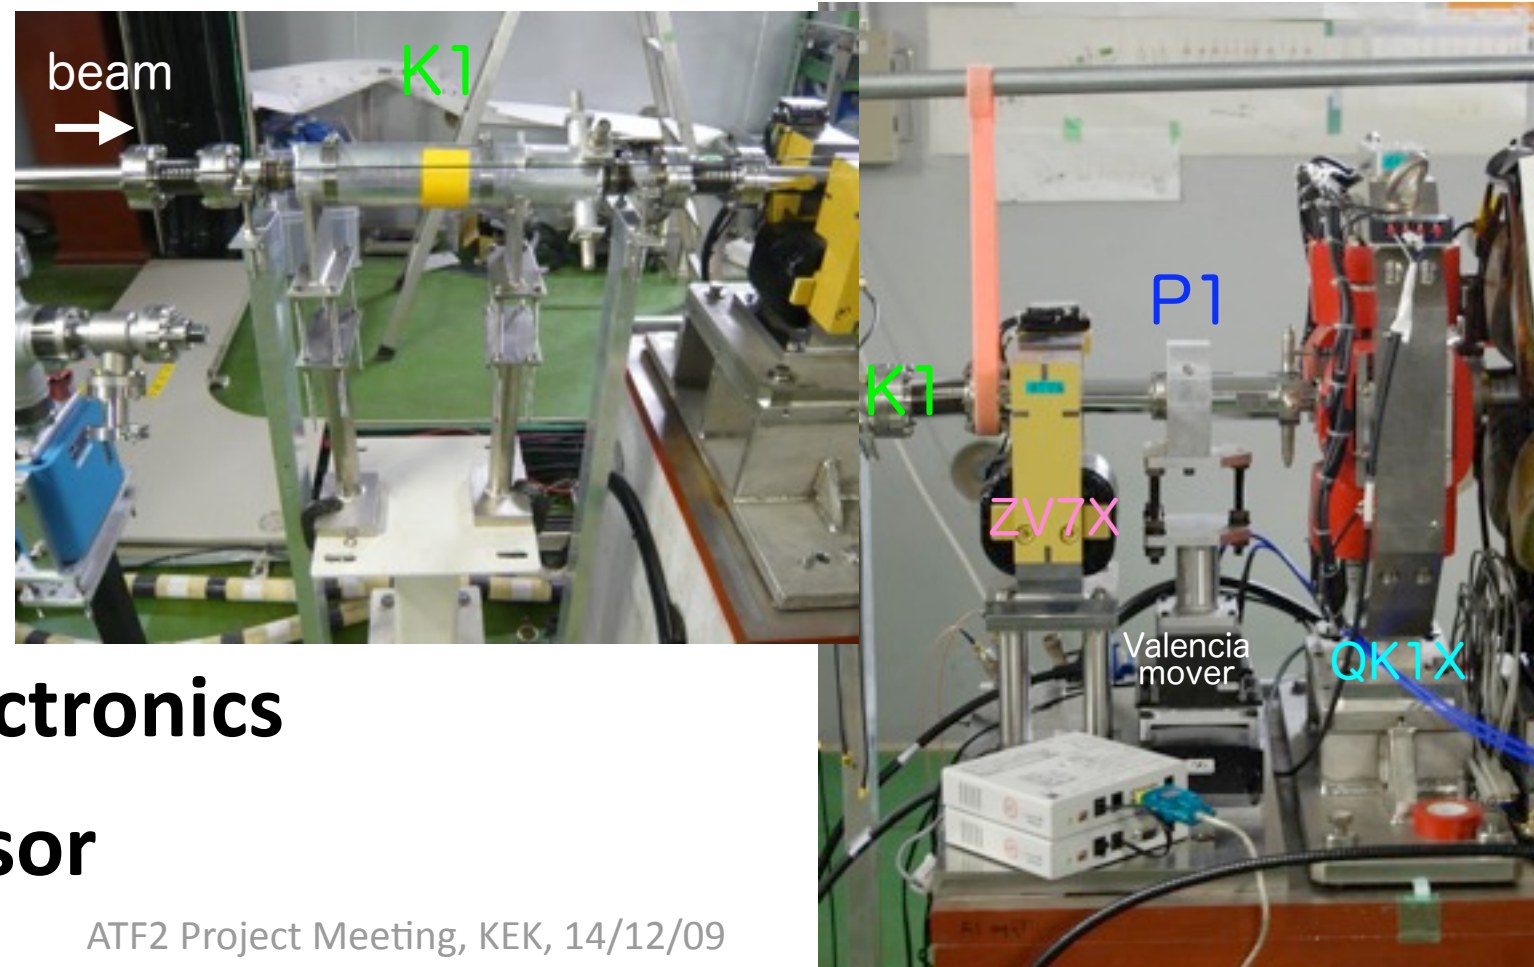 beam
K1
P1
K1
ZV7X
Valencia
mover
QK1X
ctronics
sor
ATF2 Project Meeting, KEK, 14/12/09